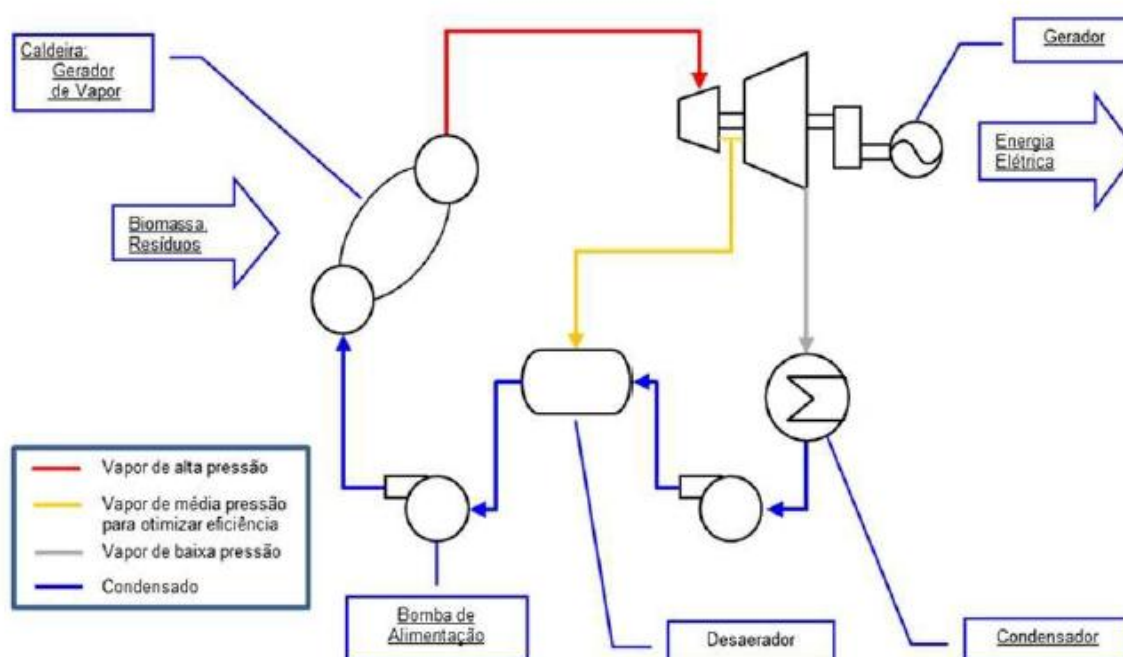 Caldeira:
Gerador
de Vapor
Gerador
Energia
Elétrica
Biomassa.
Resíduos
Vapor de alta pressão
Vapor de média pressão
para otimizar eficiência
Vapor de baixa pressão
Condensado
Bomba de
Alimentação
Desaerador
Condensador